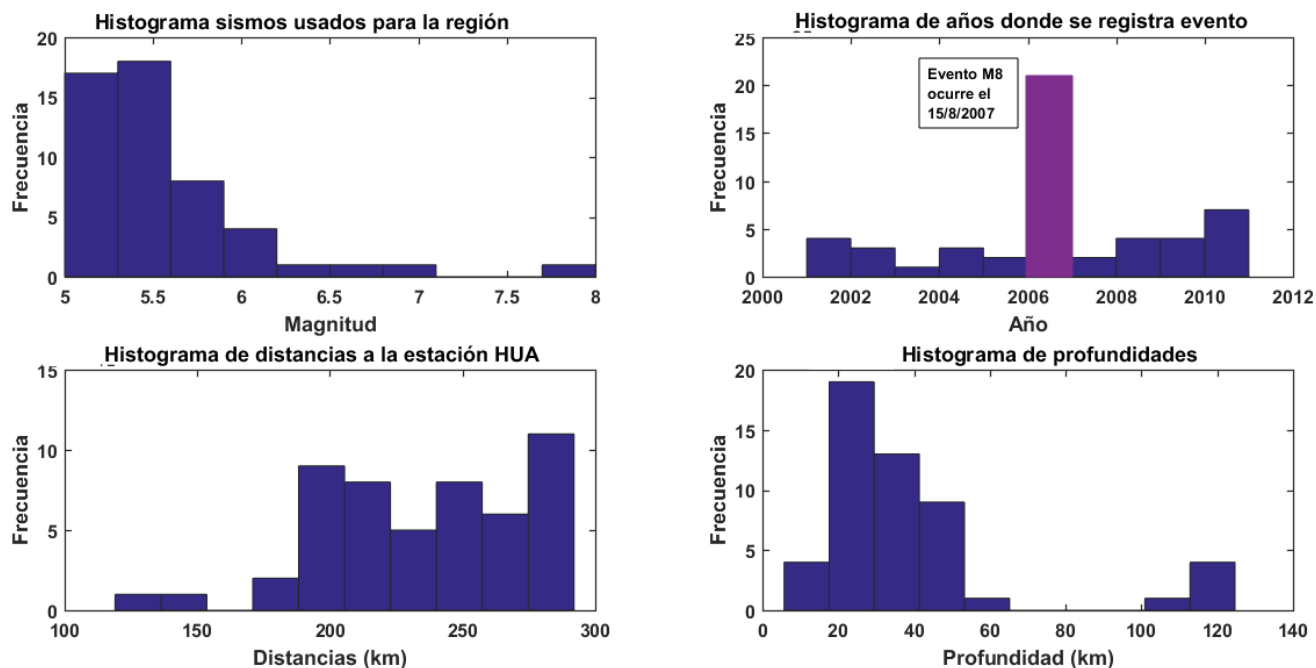 Histograma sismos usados para la región
20
15
10
5
0
Frecuencia
5 5.5 6 6.5 7 7.5 8
Magnitud
Histograma de años donde se registra evento
25
20
15
10
5
0
Frecuencia
Evento M8
ocurre el
15/8/2007
2000 2002 2004 2006 2008 2010 2012
Año
Histograma de distancias a la estación HUA
15
10
5
0
Frecuencia
100 150 200 250 300
Distancias (km)
Histograma de profundidades
20
15
10
5
0
Frecuencia
0 20 40 60 80 100 120 140
Profundidad (km)